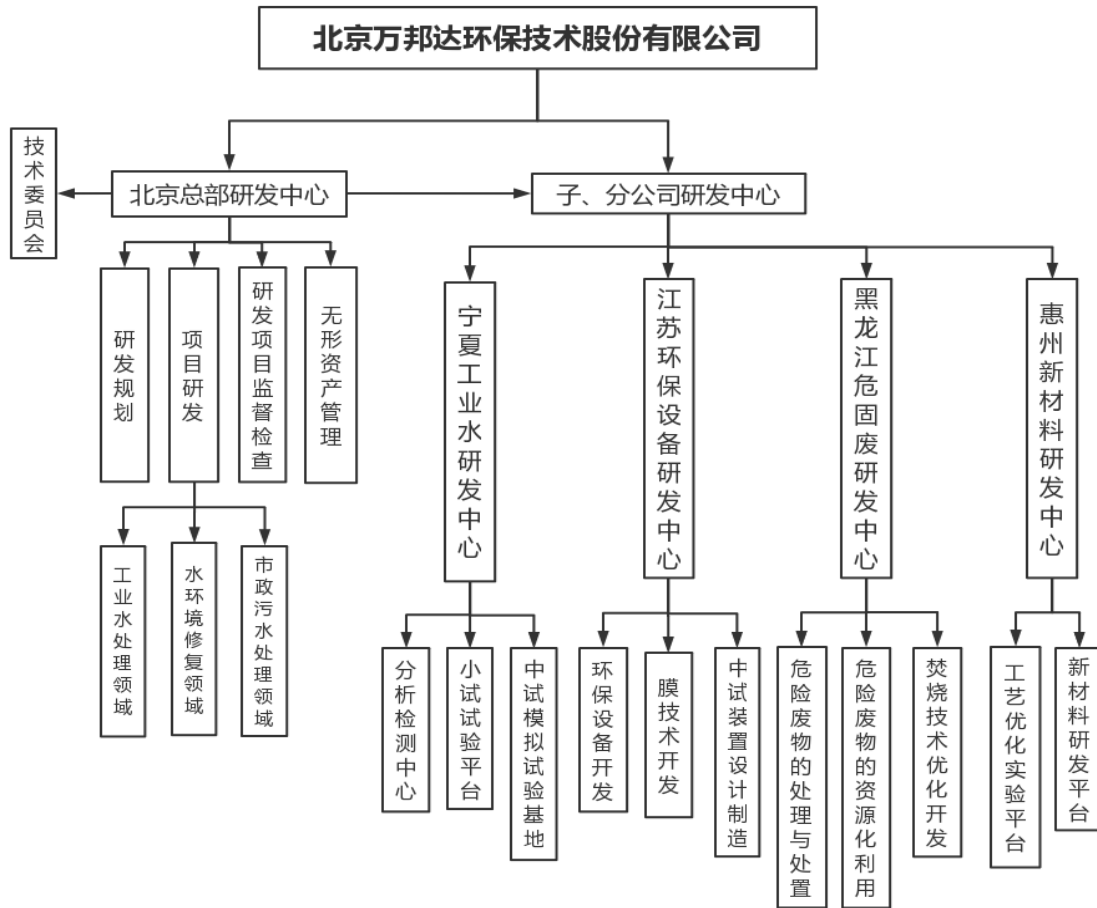 北京万邦达环保技术股份有限公司
技术委员会
北京总部研发中心
子、分公司研发中心
研发规划
项目研发
研发项目监督检查
无形资产管理
宁夏工业水研发中心
江苏环保设备研发中心
黑龙江危固废研发中心
惠州新材料研发中心
工业水处理领域
水环境修复领域
市政污水处理领域
分析检测中心
小试试验平台
中试模拟试验基地
环保设备开发
膜技术开发
中试装置设计制造
危险废物的处理与处置
危险废物的资源化利用
焚烧技术优化开发
工艺优化实验平台
新材料研发平台